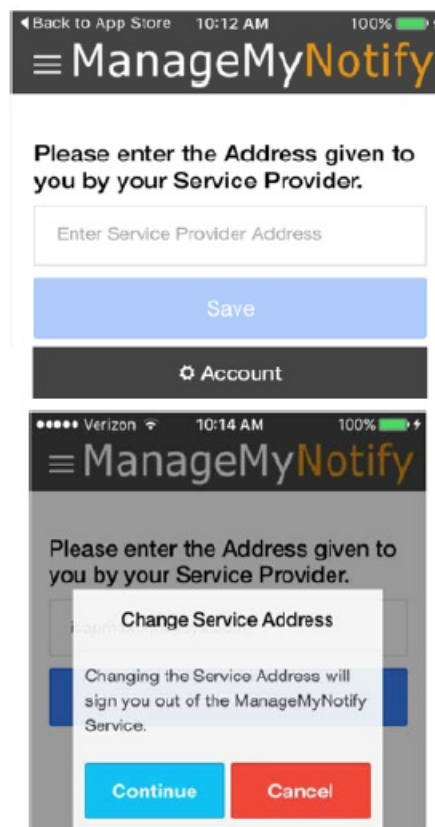 Back to App Store 10:12 AM 100%
ManageMyNotify
Please enter the Address given to
you by your Service Provider.
Enter Service Provider Address
Save
Account
Verizon 10:14 AM 100%
ManageMyNotify
Please enter the Address given to
you by your Service Provider.
Change Service Address
Changing the Service Address will
sign you out of the ManageMyNotify
Service.
Continue Cancel